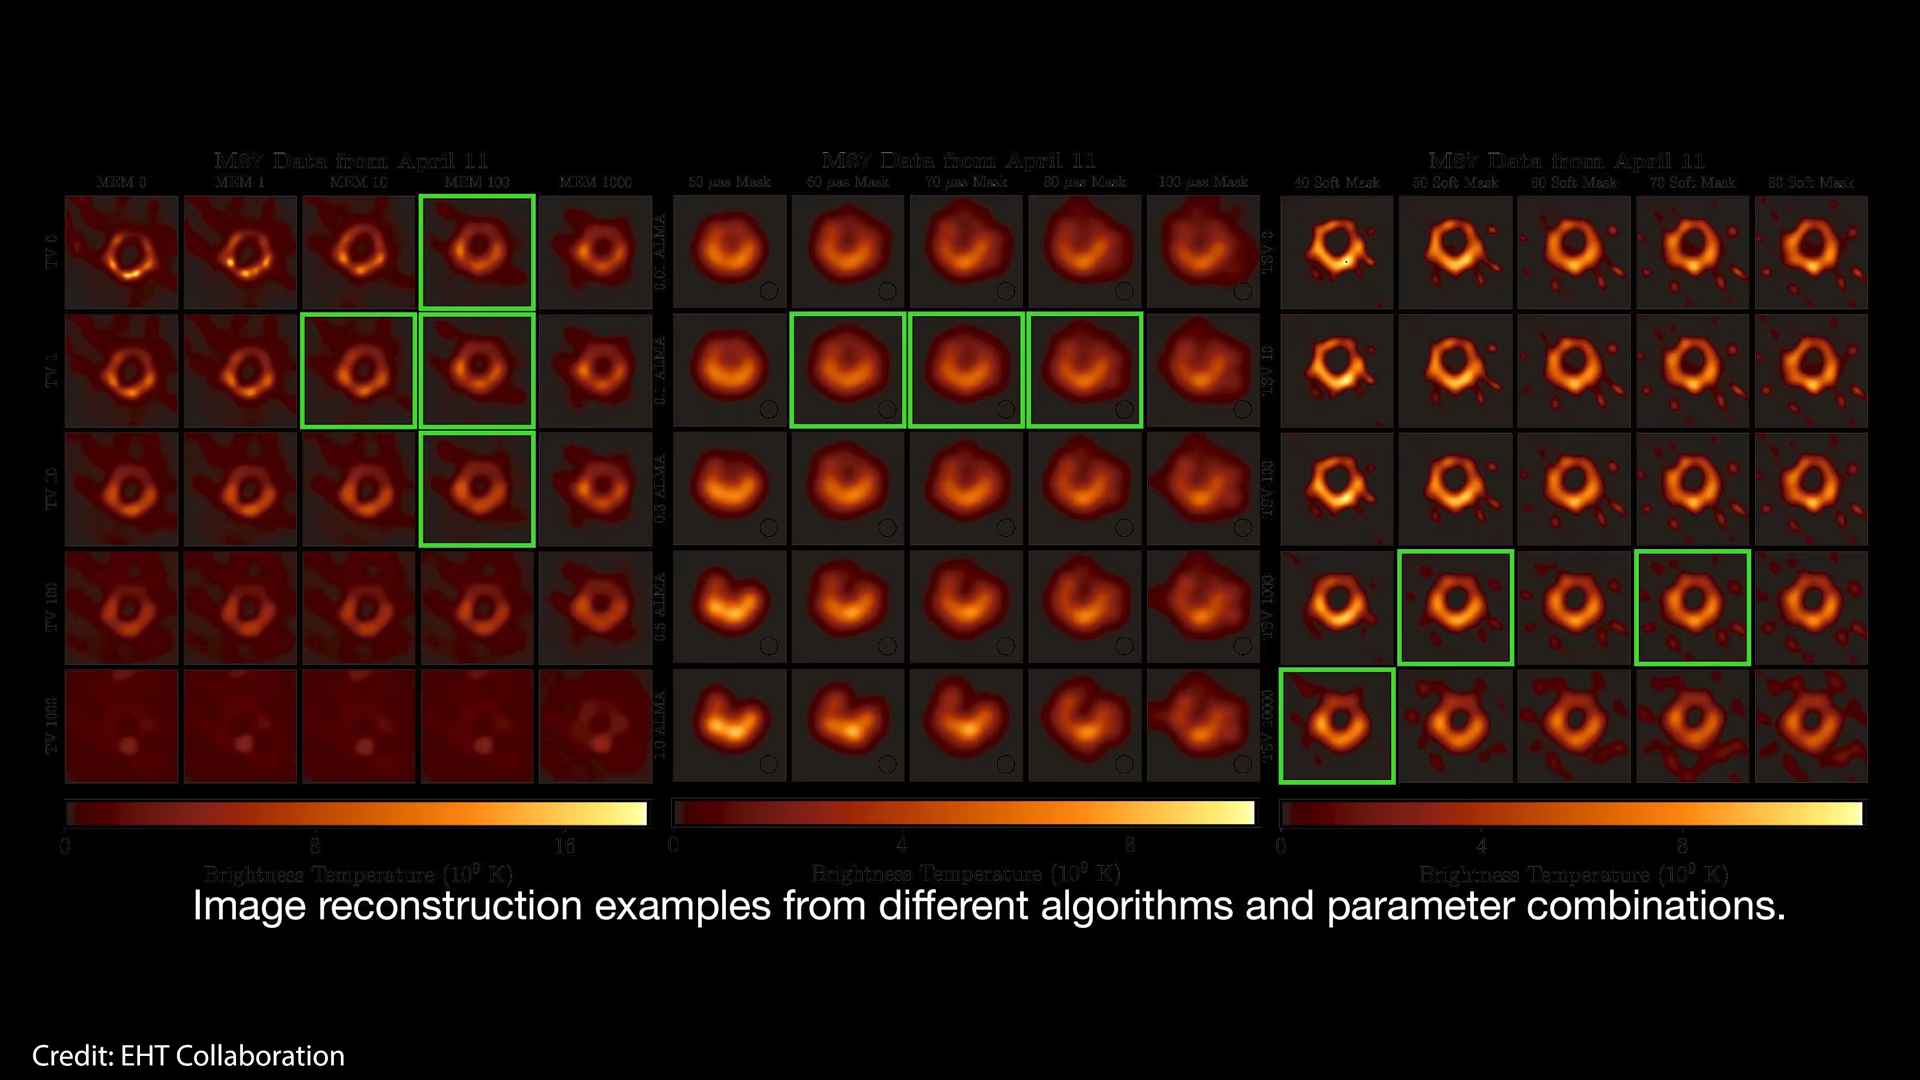 M87 Data from April 11
MEM 0 MEM 1 MEM 10 MEM 100 MEM 1000
TV 0
TV 1
TV 10
TV 100
TV 1000
0 8 16
Brightness Temperature (10⁹ K)
M87 Data from April 11
50 μas Mask 60 μas Mask 70 μas Mask 80 μas Mask 100 μas Mask
0.01 ALMA
0.1 ALMA
0.3 ALMA
0.5 ALMA
1.0 ALMA
0 4 8
Brightness Temperature (10⁹ K)
M87 Data from April 11
40 Soft Mask 50 Soft Mask 60 Soft Mask 70 Soft Mask 80 Soft Mask
TSV 0
TSV 10
TSV 100
TSV 1000
TSV 10000
0 4 8
Brightness Temperature (10⁹ K)
Image reconstruction examples from different algorithms and parameter combinations.
Credit: EHT Collaboration